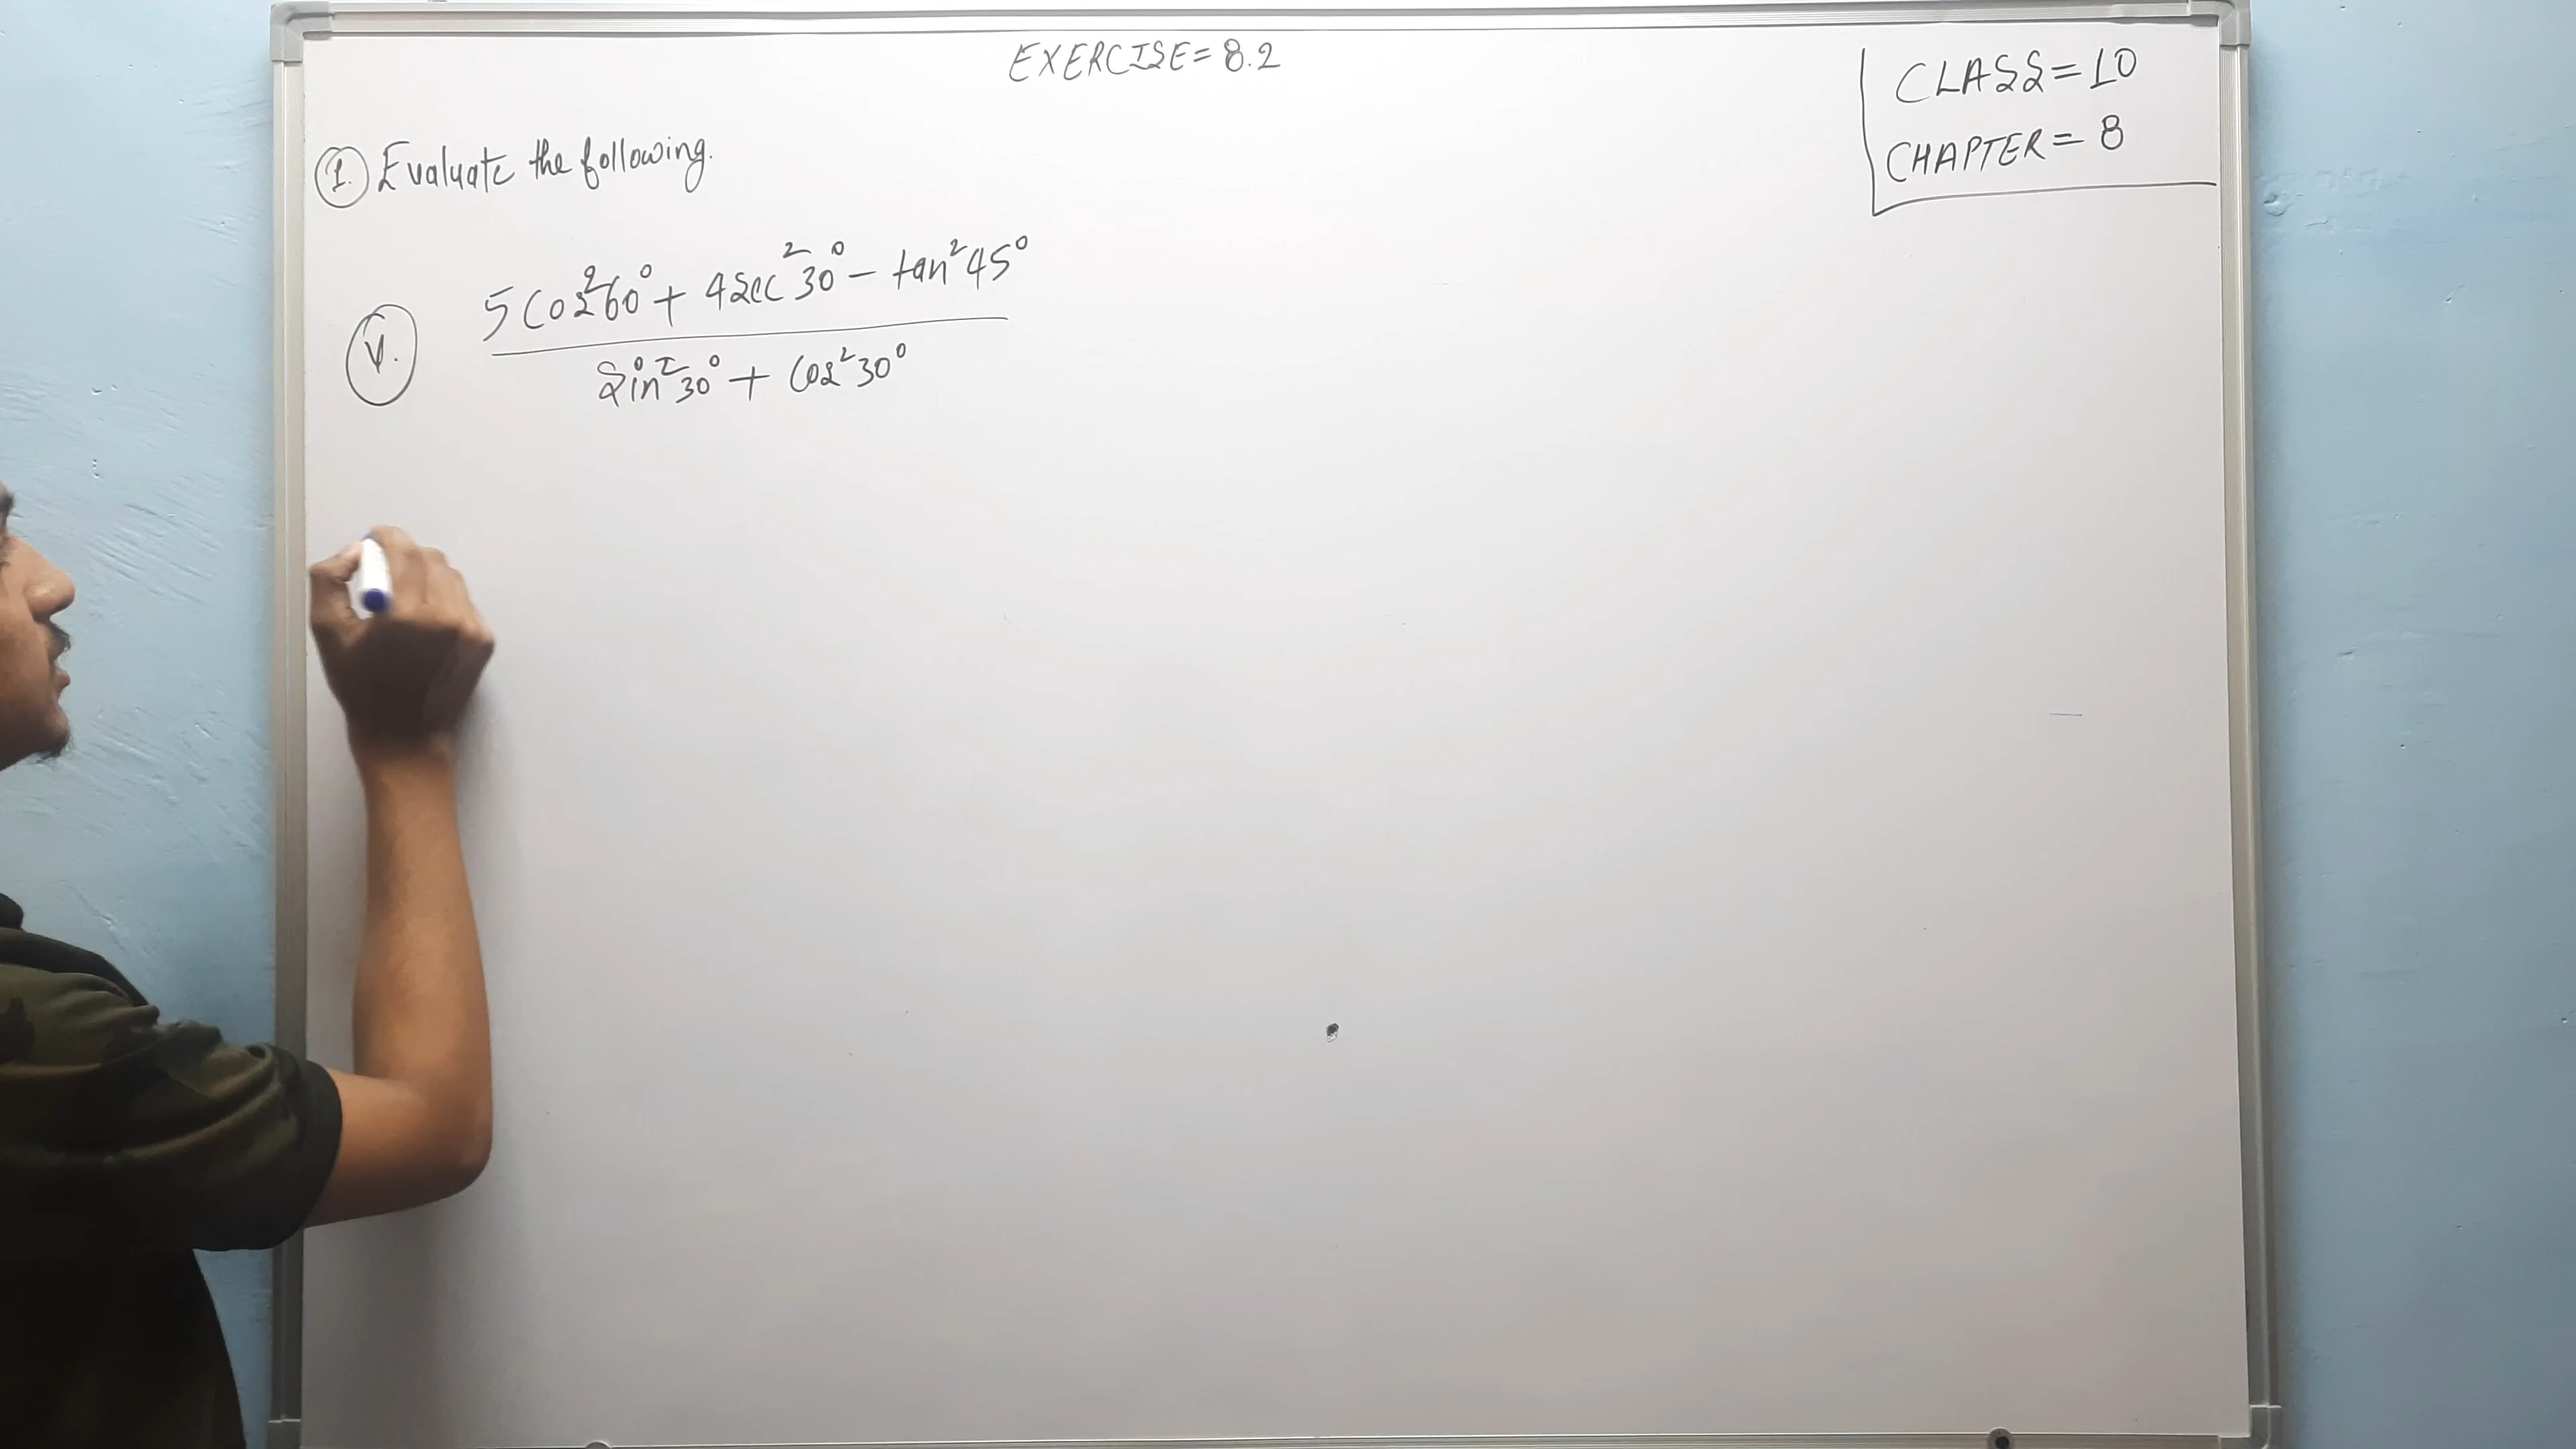 EXERCISE=8.2
CLASS=10
CHAPTER=8
1. Evaluate the following.
V. 5 Cos²60° + 4 Sec²30° − tan²45°
Sin²30° + Cos²30°